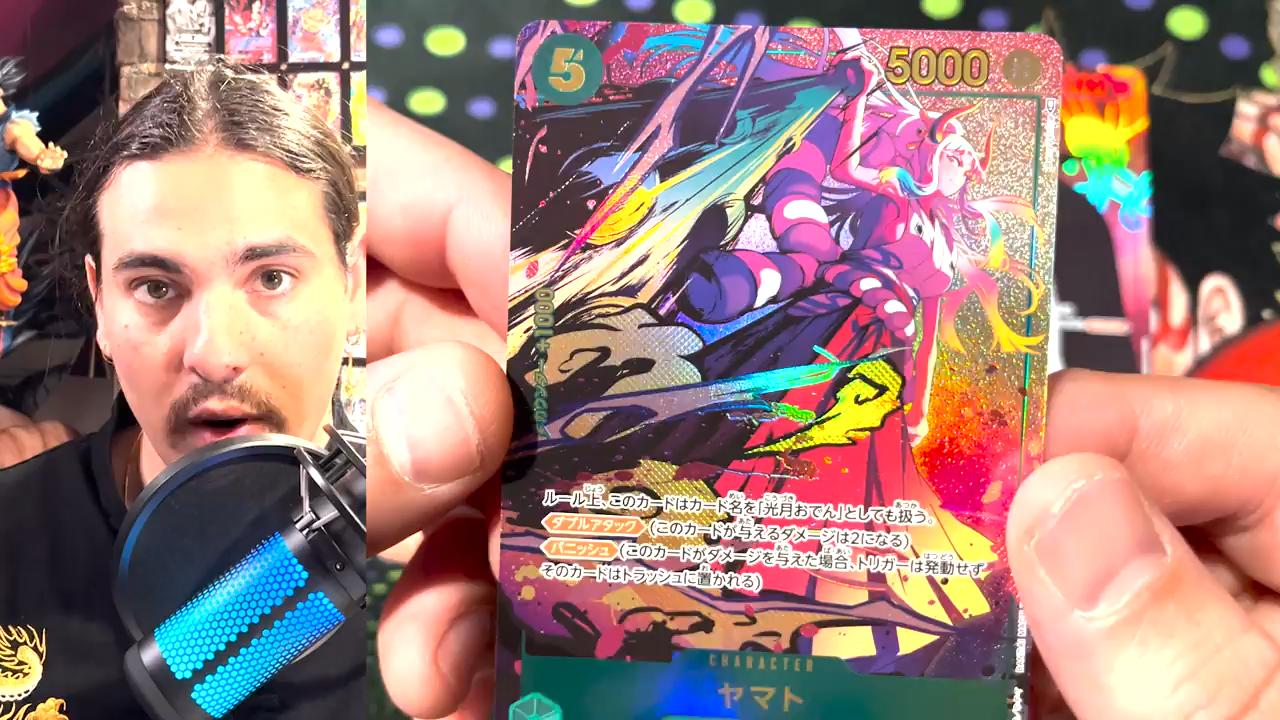 5
5000
ルール上、このカードはカード名を「光月おでん」としても扱う。
ダブルアタック (このカードが与えるダメージは2になる)
バニッシュ (このカードがダメージを与えた場合、トリガーは発動せず
そのカードはトラッシュに置かれる)
CHARACTER
ヤマト